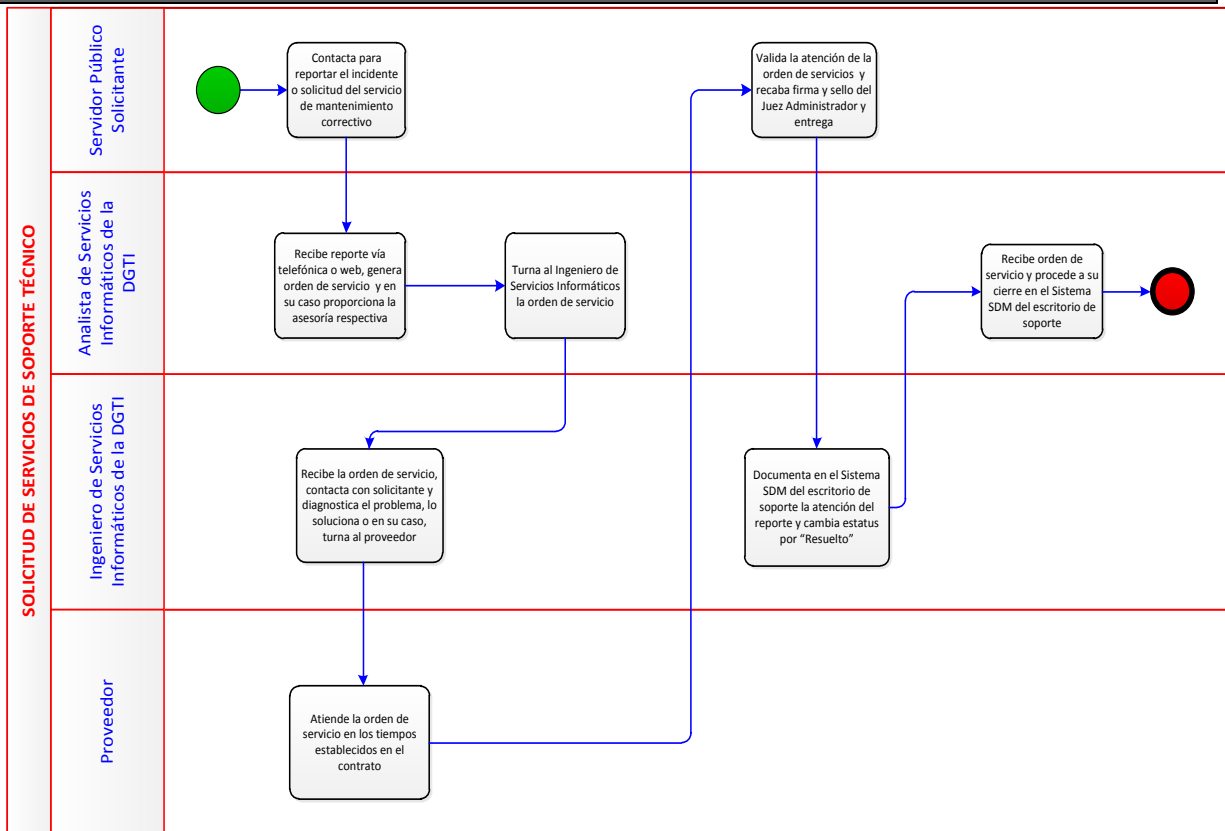 SOLICITUD DE SERVICIOS DE SOPORTE TÉCNICO
Servidor Público
Solicitante
Contacta para
reportar el incidente
o solicitud del servicio
de mantenimiento
correctivo
Valida la atención de la
orden de servicios y
recaba firma y sello del
Juez Administrador y
entrega
Analista de Servicios
Informáticos de la
DGTI
Recibe reporte vía
telefónica o web, genera
orden de servicio y en
su caso proporciona la
asesoría respectiva
Turna al Ingeniero de
Servicios Informáticos
la orden de servicio
Recibe orden de
servicio y procede a su
cierre en el Sistema
SDM del escritorio de
soporte
Ingeniero de Servicios
Informáticos de la DGTI
Recibe la orden de servicio,
contacta con solicitante y
diagnostica el problema, lo
soluciona o en su caso,
turna al proveedor
Documenta en el Sistema
SDM del escritorio de
soporte la atención del
reporte y cambia estatus
por “Resuelto”
Proveedor
Atiende la orden de
servicio en los tiempos
establecidos en el
contrato